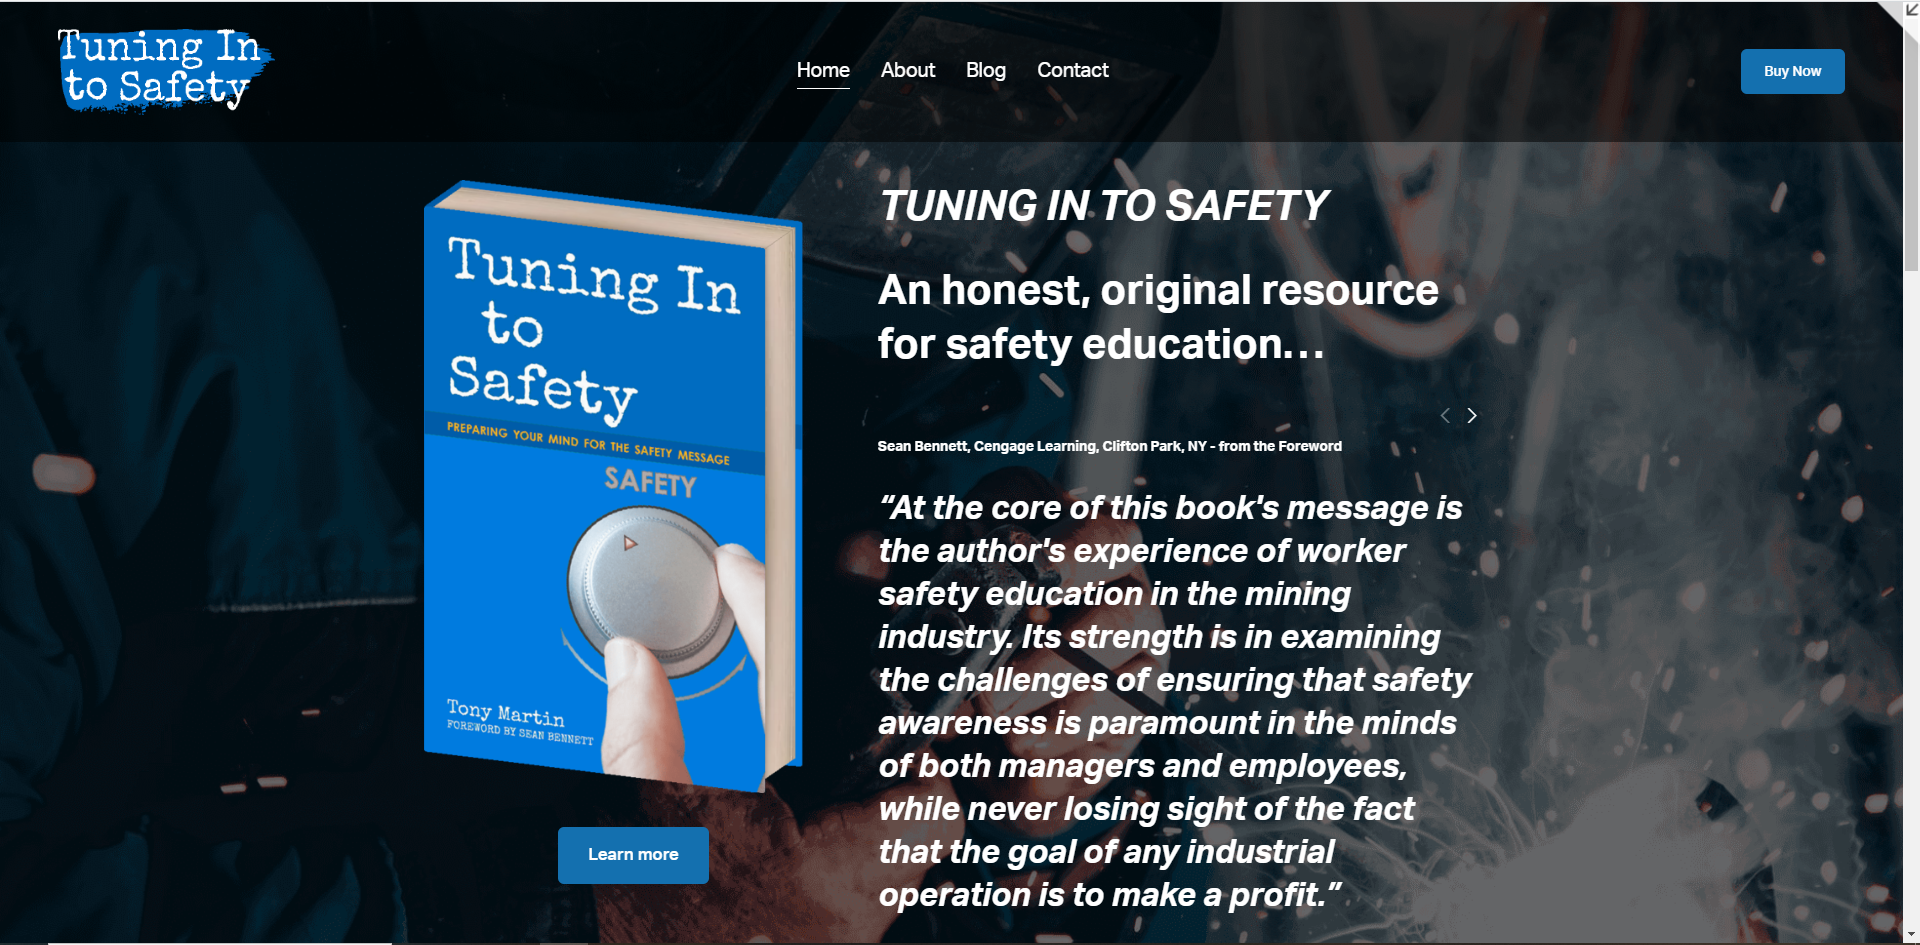 Tuning In
to Safety
Home
About
Blog
Contact
Buy Now
Tuning In
to
Safety
PREPARING YOUR MIND FOR THE SAFETY MESSAGE
SAFETY
Tony Martin
FOREWORD BY SEAN BENNETT
Learn more
TUNING IN TO SAFETY
An honest, original resource
for safety education…
Sean Bennett, Cengage Learning, Clifton Park, NY - from the Foreword
“At the core of this book's message is
the author's experience of worker
safety education in the mining
industry. Its strength is in examining
the challenges of ensuring that safety
awareness is paramount in the minds
of both managers and employees,
while never losing sight of the fact
that the goal of any industrial
operation is to make a profit.”